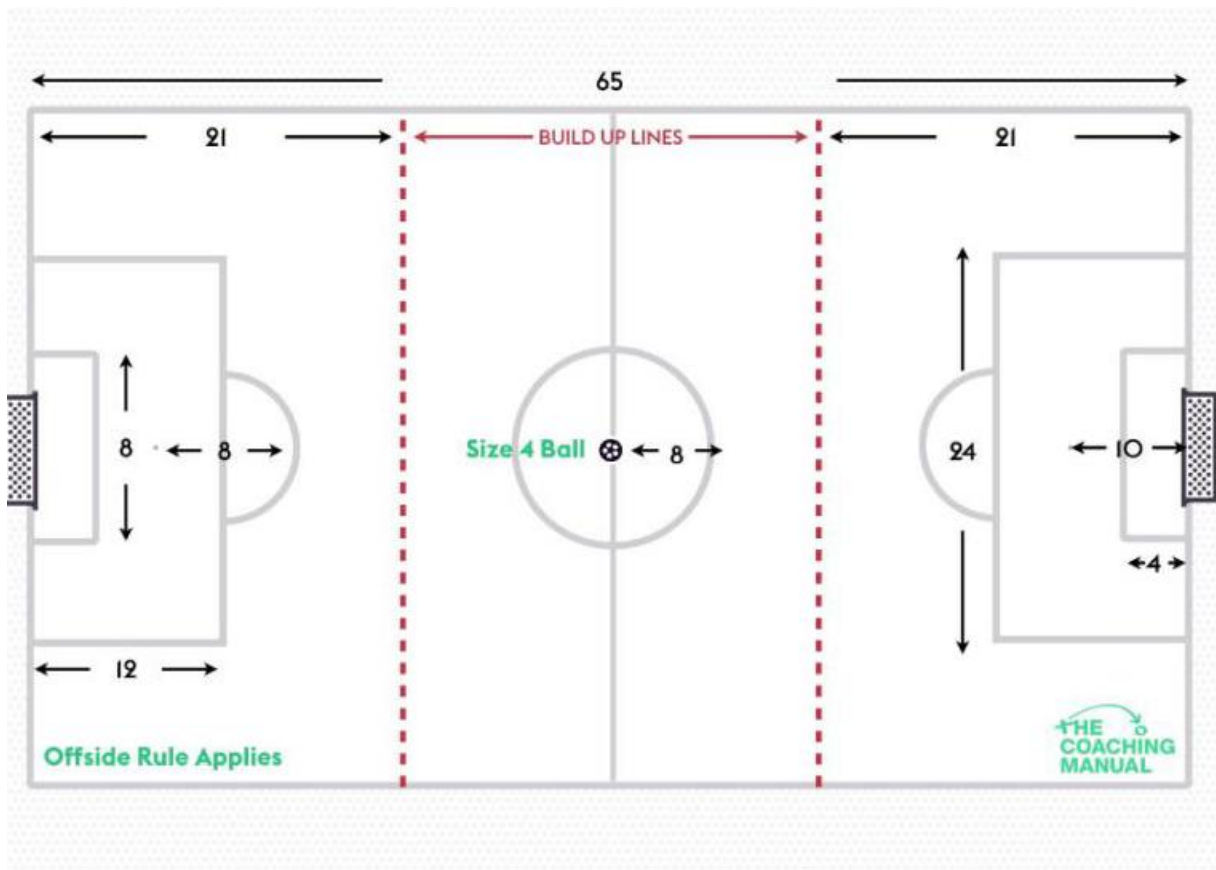 65
21
BUILD UP LINES
21
8
8
Size 4 Ball
8
24
10
4
12
Offside Rule Applies
THE
COACHING
MANUAL